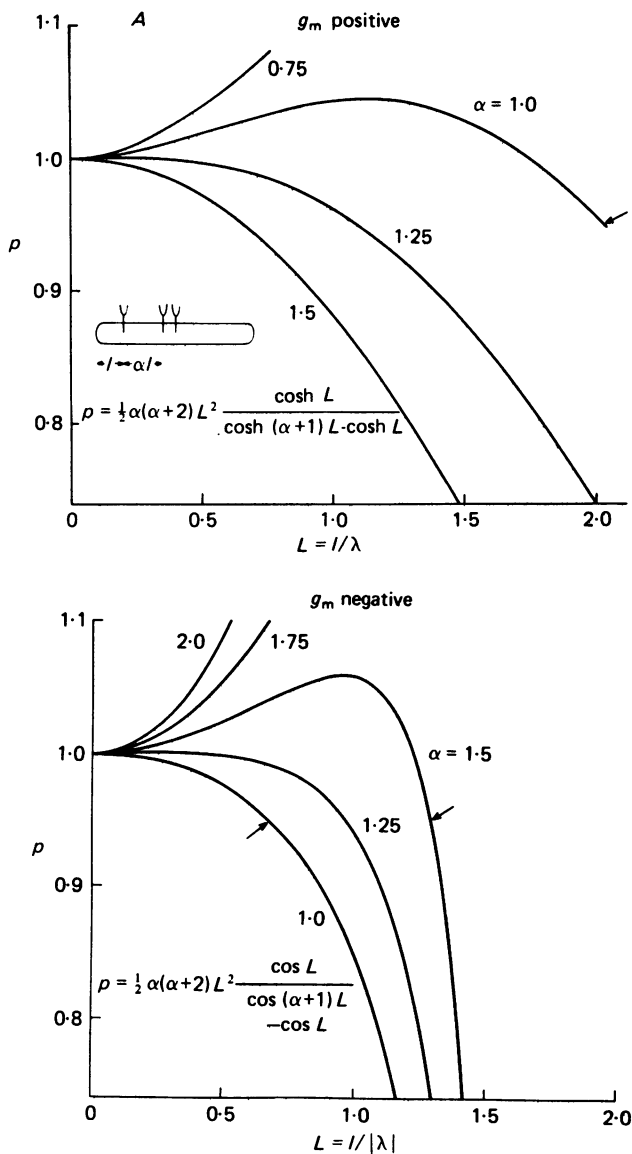 A
g_m positive
1·1
1·0
0·9
0·8
p
0·75
α = 1·0
1·25
1·5
l αl
p = ½α(α+2) L² cosh L / cosh (α+1) L-cosh L
0 0·5 1·0 1·5 2·0
L = l/λ
g_m negative
1·1
1·0
0·9
0·8
p
2·0
1·75
α = 1·5
1·25
1·0
p = ½ α(α+2) L² cos L / cos (α+1) L
−cos L
0 0·5 1·0 1·5 2·0
L = l/|λ|